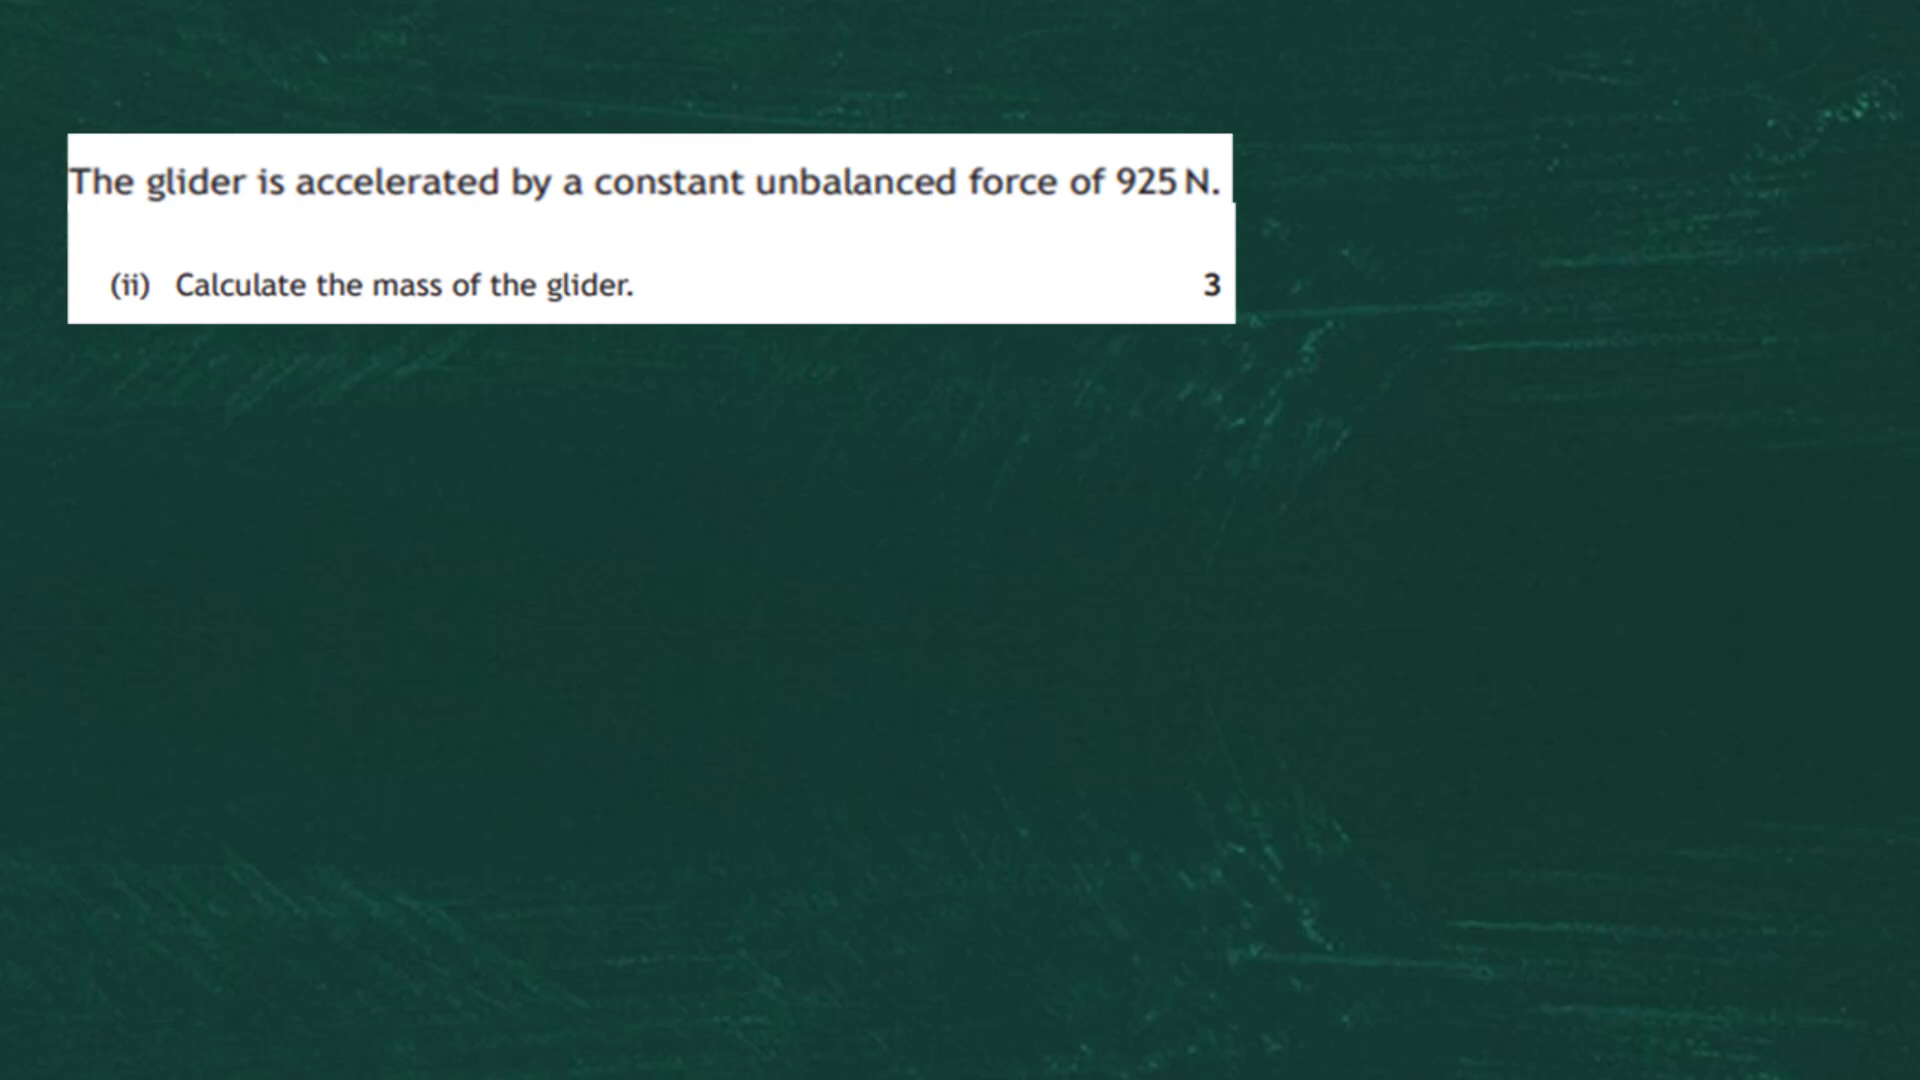 The glider is accelerated by a constant unbalanced force of 925 N.
(ii) Calculate the mass of the glider. 3